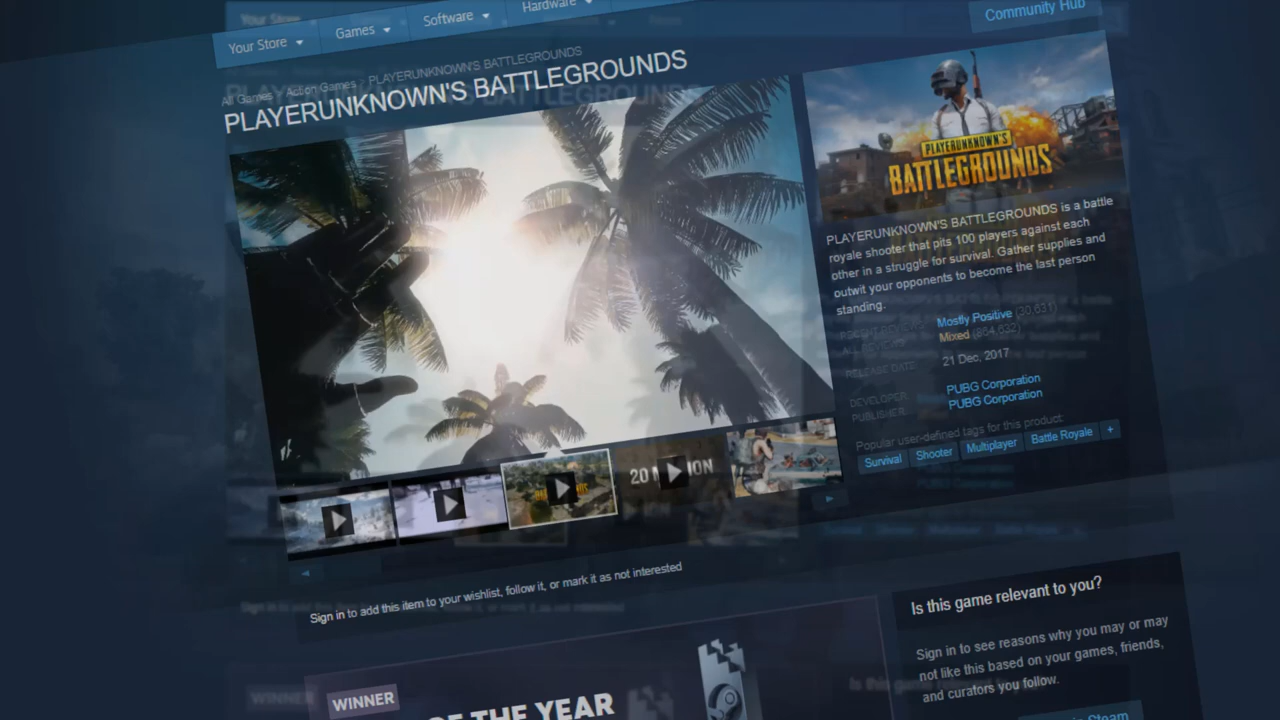 Your Store
Games
Software
Hardware
Community Hub
All Games > Action Games > PLAYERUNKNOWN'S BATTLEGROUNDS
PLAYERUNKNOWN'S BATTLEGROUNDS
PLAYERUNKNOWN'S
BATTLEGROUNDS
PLAYERUNKNOWN'S BATTLEGROUNDS is a battle
royale shooter that pits 100 players against each
other in a struggle for survival. Gather supplies and
outwit your opponents to become the last person
standing.
RECENT REVIEWS: Mostly Positive (30,631)
ALL REVIEWS: Mixed (864,632)
RELEASE DATE: 21 Dec, 2017
DEVELOPER: PUBG Corporation
PUBLISHER: PUBG Corporation
Popular user-defined tags for this product:
Survival Shooter Multiplayer Battle Royale +
Sign in to add this item to your wishlist, follow it, or mark it as not interested
Is this game relevant to you?
Sign in to see reasons why you may or may
not like this based on your games, friends,
and curators you follow.
Steam
WINNER
OF THE YEAR